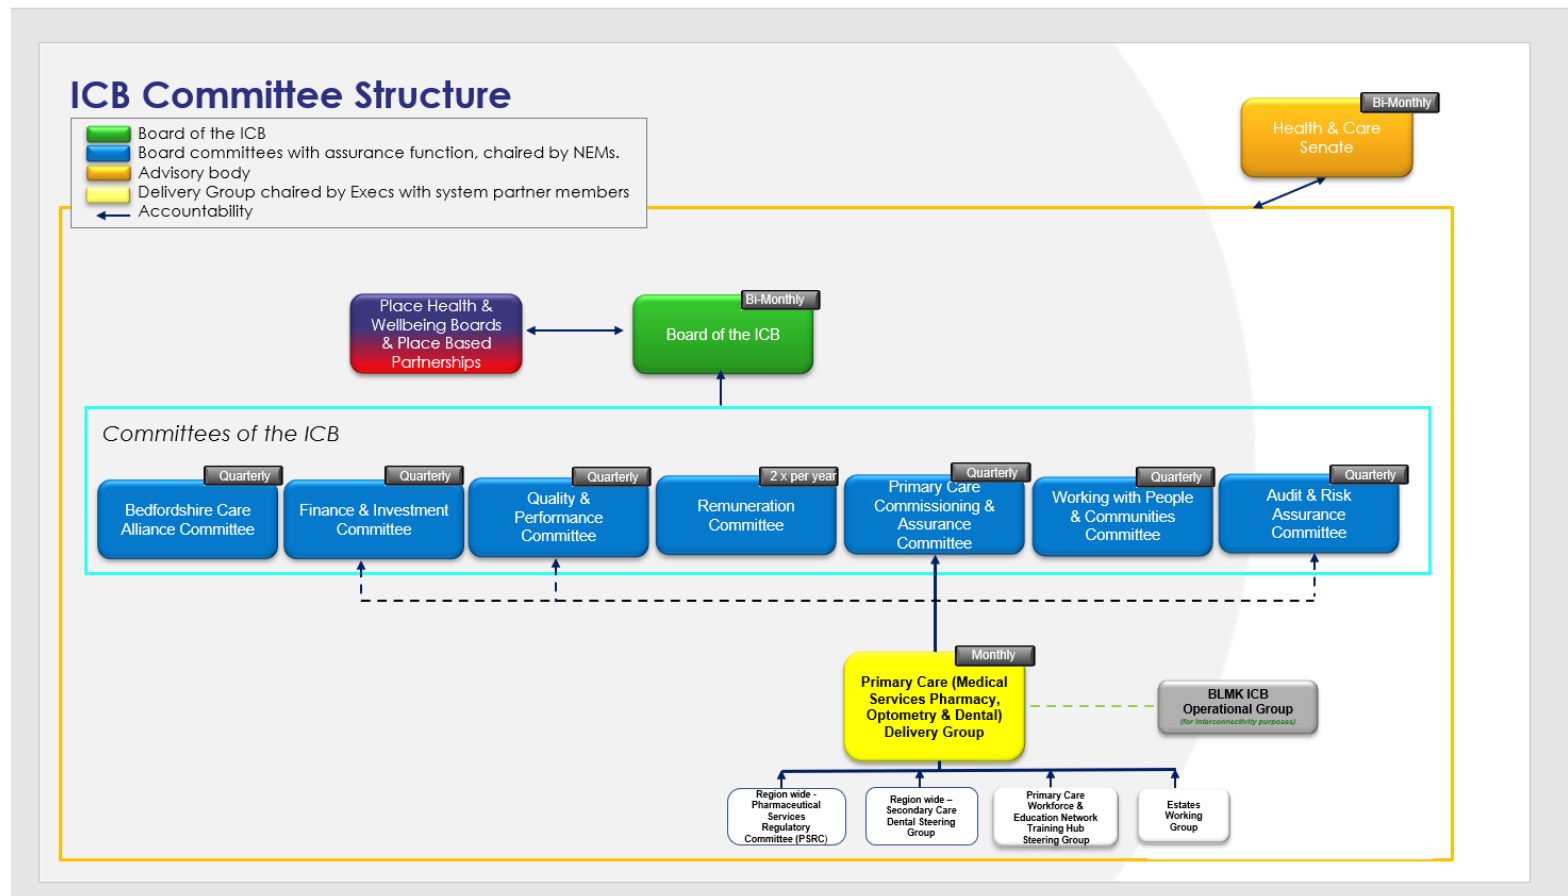 ICB Committee Structure
Board of the ICB
Board committees with assurance function, chaired by NEMs.
Advisory body
Delivery Group chaired by Execs with system partner members
Accountability
Bi-Monthly
Health & Care
Senate
Place Health &
Wellbeing Boards
& Place Based
Partnerships
Bi-Monthly
Board of the ICB
Committees of the ICB
Quarterly
Bedfordshire Care
Alliance Committee
Quarterly
Finance & Investment
Committee
Quarterly
Quality &
Performance
Committee
2 x per year
Remuneration
Committee
Quarterly
Primary Care
Commissioning &
Assurance
Committee
Quarterly
Working with People
& Communities
Committee
Quarterly
Audit & Risk
Assurance
Committee
Monthly
Primary Care (Medical
Services Pharmacy,
Optometry & Dental)
Delivery Group
BLMK ICB
Operational Group
(for interconnectivity purposes)
Region wide -
Pharmaceutical
Services
Regulatory
Committee (PSRC)
Region wide –
Secondary Care
Dental Steering
Group
Primary Care
Workforce &
Education Network
Training Hub
Steering Group
Estates
Working
Group